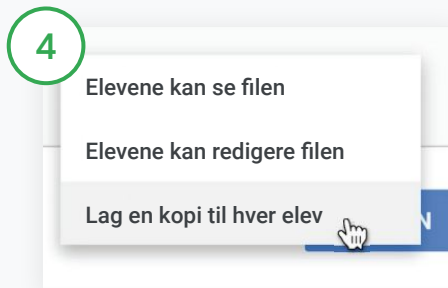 4
Elevene kan se filen
Elevene kan redigere filen
Lag en kopi til hver elev
N